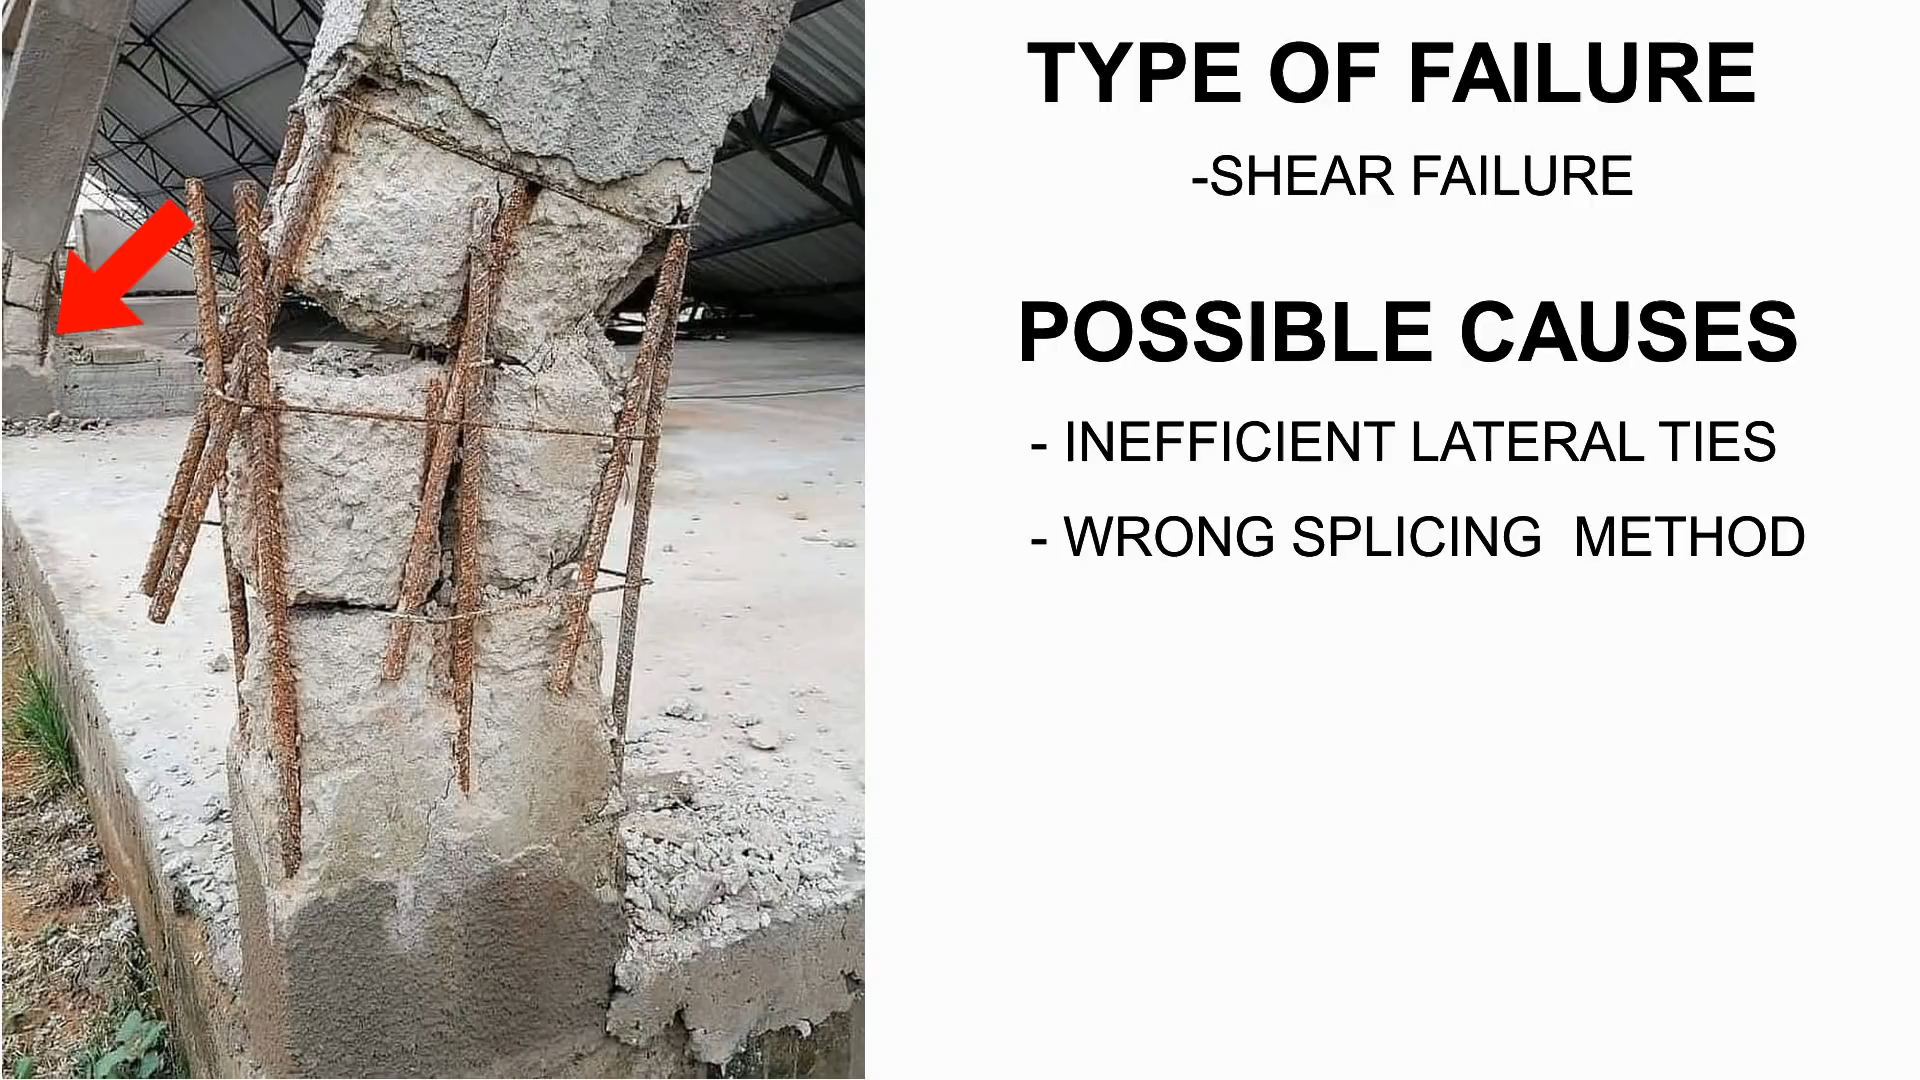 TYPE OF FAILURE
-SHEAR FAILURE
POSSIBLE CAUSES
- INEFFICIENT LATERAL TIES
- WRONG SPLICING METHOD